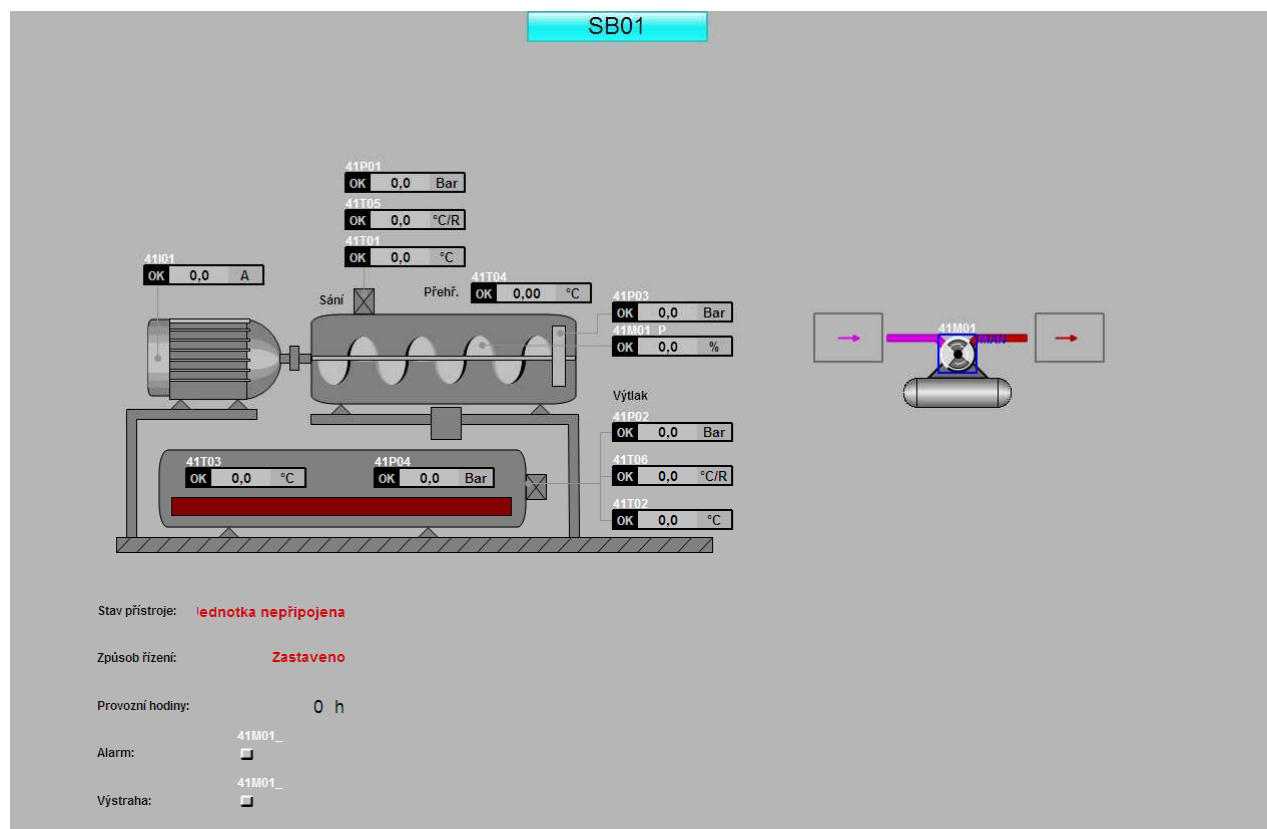 SB01
41P01
OK 0,0 Bar
41T05
OK 0,0 °C/R
41T01
OK 0,0 °C
41I01
OK 0,0 A
Sání
Přehř.
41T04
OK 0,00 °C
41P03
OK 0,0 Bar
41M01_P
OK 0,0 %
41M01
MAN
Výtlak
41P02
OK 0,0 Bar
41T03
OK 0,0 °C
41P04
OK 0,0 Bar
41T06
OK 0,0 °C/R
41T02
OK 0,0 °C
Stav přístroje: Jednotka nepřipojena
Způsob řízení: Zastaveno
Provozní hodiny: 0 h
41M01_
Alarm:
41M01_
Výstraha: